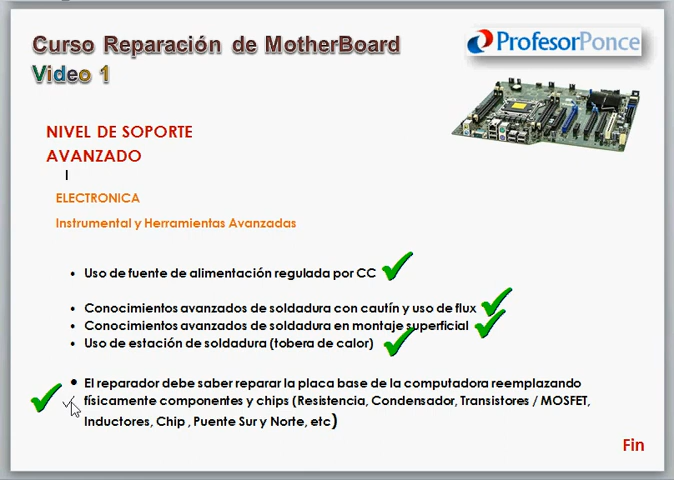 Curso Reparación de MotherBoard
Video 1
ProfesorPonce
NIVEL DE SOPORTE
AVANZADO
ELECTRONICA
Instrumental y Herramientas Avanzadas
• Uso de fuente de alimentación regulada por CC
• Conocimientos avanzados de soldadura con cautín y uso de flux
• Conocimientos avanzados de soldadura en montaje superficial
• Uso de estación de soldadura (tobera de calor)
• El reparador debe saber reparar la placa base de la computadora reemplazando
físicamente componentes y chips (Resistencia, Condensador, Transistores / MOSFET,
Inductores, Chip , Puente Sur y Norte, etc)
Fin